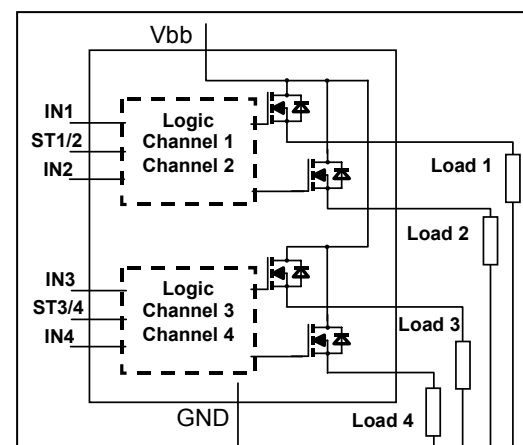 Vbb
IN1
ST1/2
IN2
Logic
Channel 1
Channel 2
Load 1
Load 2
IN3
ST3/4
IN4
Logic
Channel 3
Channel 4
Load 3
Load 4
GND